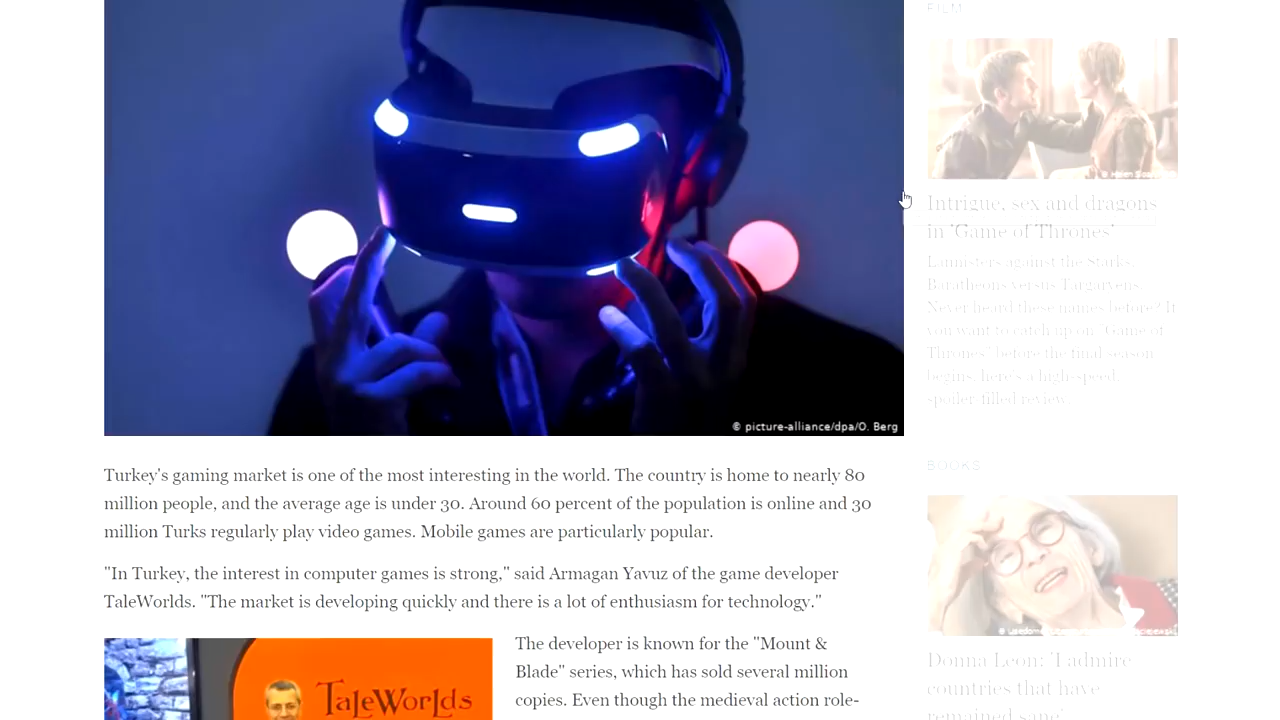 © picture-alliance/dpa/O. Berg
Turkey's gaming market is one of the most interesting in the world. The country is home to nearly 80
million people, and the average age is under 30. Around 60 percent of the population is online and 30
million Turks regularly play video games. Mobile games are particularly popular.
"In Turkey, the interest in computer games is strong," said Armagan Yavuz of the game developer
TaleWorlds. "The market is developing quickly and there is a lot of enthusiasm for technology."
TaleWorlds
The developer is known for the "Mount &
Blade" series, which has sold several million
copies. Even though the medieval action role-
FILM
Intrigue, sex and dragons
in 'Game of Thrones'
Lannisters against the Starks,
Baratheons versus Targaryens.
Never heard these names before? If
you want to catch up on "Game of
Thrones" before the final season
begins, here's a high-speed,
spoiler-filled review.
BOOKS
Donna Leon: 'I admire
countries that have
remained sane'